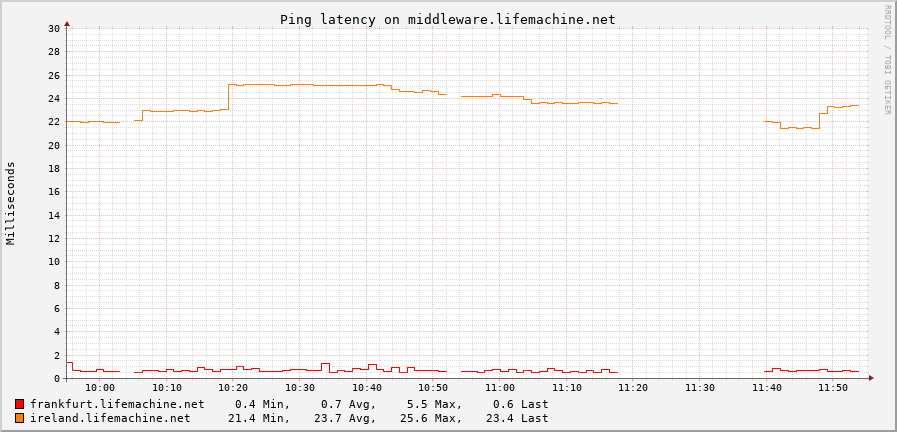 Ping latency on middleware.lifemachine.net
RRDTOOL / TOBI OETIKER
Milliseconds
30
28
26
24
22
20
18
16
14
12
10
8
6
4
2
0
10:00 10:10 10:20 10:30 10:40 10:50 11:00 11:10 11:20 11:30 11:40 11:50
frankfurt.lifemachine.net 0.4 Min, 0.7 Avg, 5.5 Max, 0.6 Last
ireland.lifemachine.net 21.4 Min, 23.7 Avg, 25.6 Max, 23.4 Last